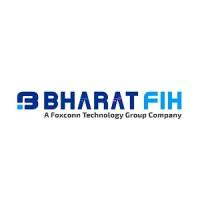 BHARAT FIH
A Foxconn Technology Group Company